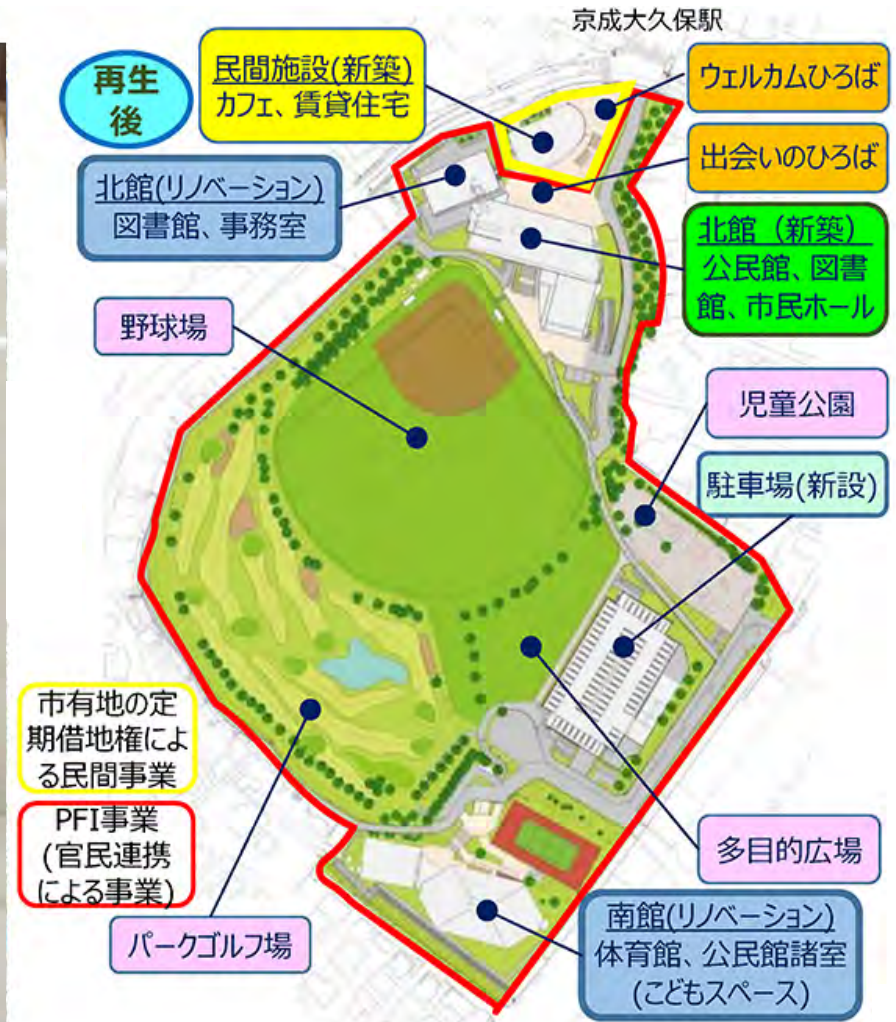 京成大久保駅
再生
後
民間施設(新築)
カフェ、賃貸住宅
ウェルカムひろば
出会いのひろば
北館(リノベーション)
図書館、事務室
北館（新築）
公民館、図書
館、市民ホール
野球場
児童公園
駐車場(新設)
市有地の定
期借地権によ
る民間事業
PFI事業
(官民連携
による事業)
多目的広場
パークゴルフ場
南館(リノベーション)
体育館、公民館諸室
(こどもスペース)